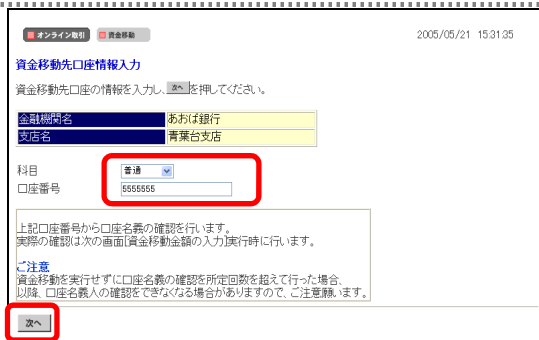 オンライン取引 資金移動 2005/05/21 15:31:35
資金移動先口座情報入力
資金移動先口座の情報を入力し、次へを押してください。
金融機関名 あおば銀行
支店名 青葉台支店
科目 普通
口座番号 5555555
上記口座番号から口座名義の確認を行います。
実際の確認は次の画面[資金移動金額の入力]実行時に行います。
ご注意
資金移動を実行せずに口座名義の確認を所定回数を超えて行った場合、
以降、口座名義人の確認をできなくなる場合がありますので、ご注意願います。
次へ